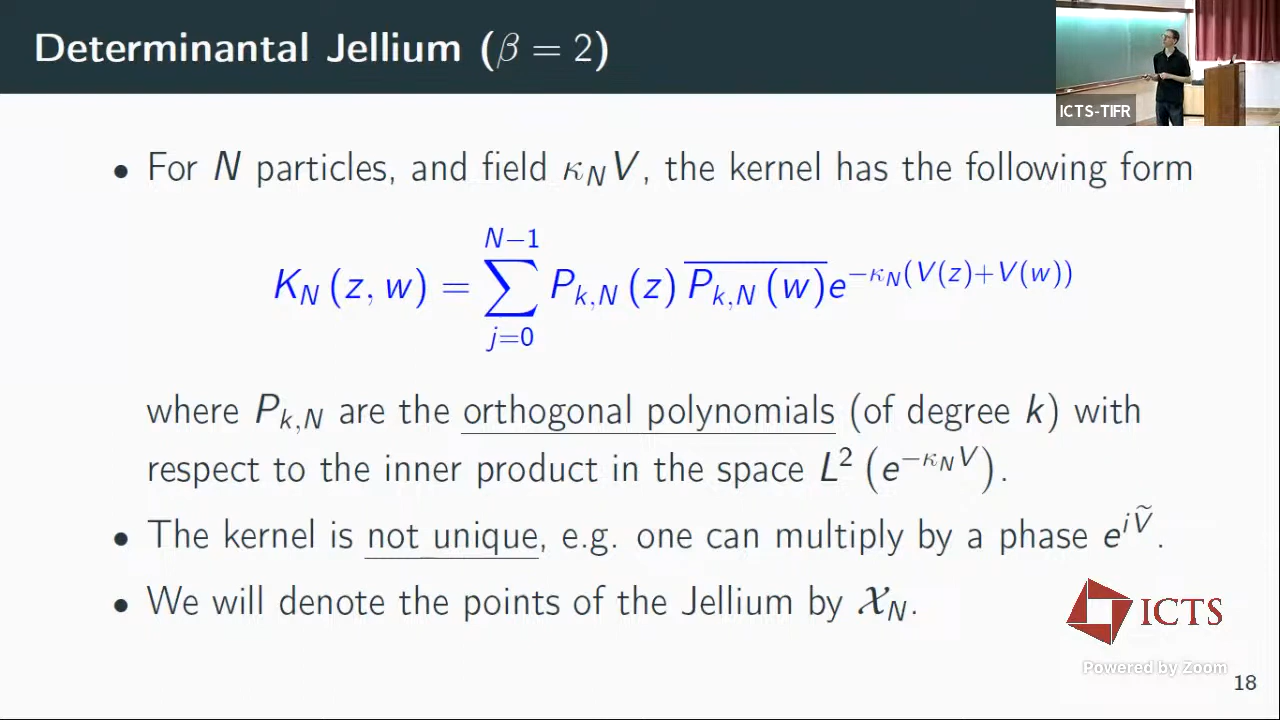 Determinantal Jellium (β = 2)
ICTS-TIFR
• For N particles, and field κ_N V, the kernel has the following form
K_N (z, w) = \sum_{j=0}^{N−1} P_{k,N} (z) \overline{P_{k,N} (w)} e^{−κ_N(V(z)+V(w))}
where P_{k,N} are the orthogonal polynomials (of degree k) with
respect to the inner product in the space L^2 (e^{−κ_N V}).
• The kernel is not unique, e.g. one can multiply by a phase e^{i\tilde{V}}.
• We will denote the points of the Jellium by \mathcal{X}_N.
ICTS
Powered by Zoom
18